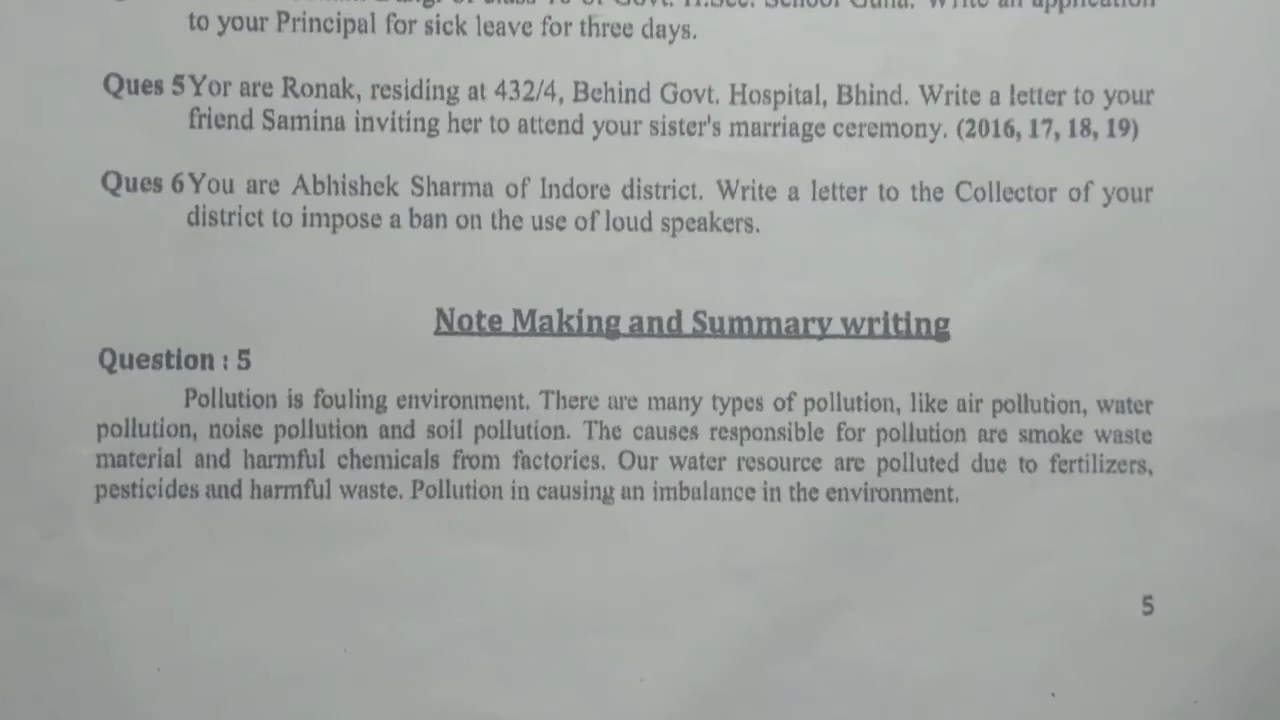 to your Principal for sick leave for three days.
Ques 5 Yor are Ronak, residing at 432/4, Behind Govt. Hospital, Bhind. Write a letter to your
friend Samina inviting her to attend your sister's marriage ceremony. (2016, 17, 18, 19)
Ques 6 You are Abhishek Sharma of Indore district. Write a letter to the Collector of your
district to impose a ban on the use of loud speakers.
Note Making and Summary writing
Question : 5
Pollution is fouling environment. There are many types of pollution, like air pollution, water
pollution, noise pollution and soil pollution. The causes responsible for pollution are smoke waste
material and harmful chemicals from factories. Our water resource are polluted due to fertilizers,
pesticides and harmful waste. Pollution in causing an imbalance in the environment.
5